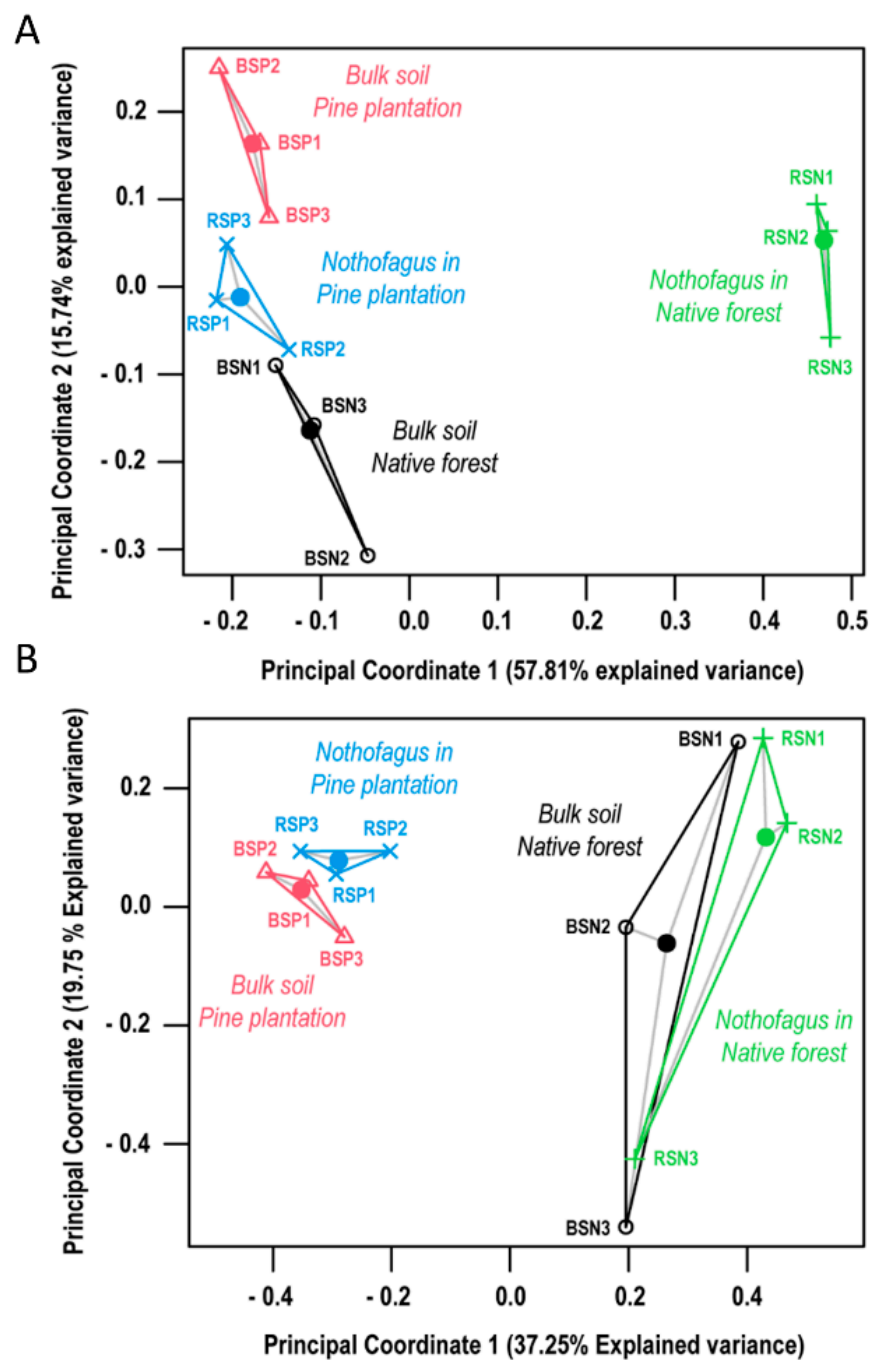 A
BSP2
Bulk soil
Pine plantation
BSP1
BSP3
RSP3
Nothofagus in
Pine plantation
RSP1
RSP2
BSN1
BSN3
Bulk soil
Native forest
BSN2
RSN1
RSN2
Nothofagus in
Native forest
RSN3
0.2
0.1
0.0
- 0.1
- 0.2
- 0.3
Principal Coordinate 2 (15.74% explained variance)
- 0.2
- 0.1
0.0
0.1
0.2
0.3
0.4
0.5
Principal Coordinate 1 (57.81% explained variance)
B
Nothofagus in
Pine plantation
RSP3
RSP2
BSP2
RSP1
BSP1
BSP3
Bulk soil
Pine plantation
BSN1
RSN1
Bulk soil
Native forest
RSN2
BSN2
Nothofagus in
Native forest
RSN3
BSN3
0.2
0.0
- 0.2
- 0.4
Principal Coordinate 2 (19.75 % Explained variance)
- 0.4
- 0.2
0.0
0.2
0.4
Principal Coordinate 1 (37.25% Explained variance)